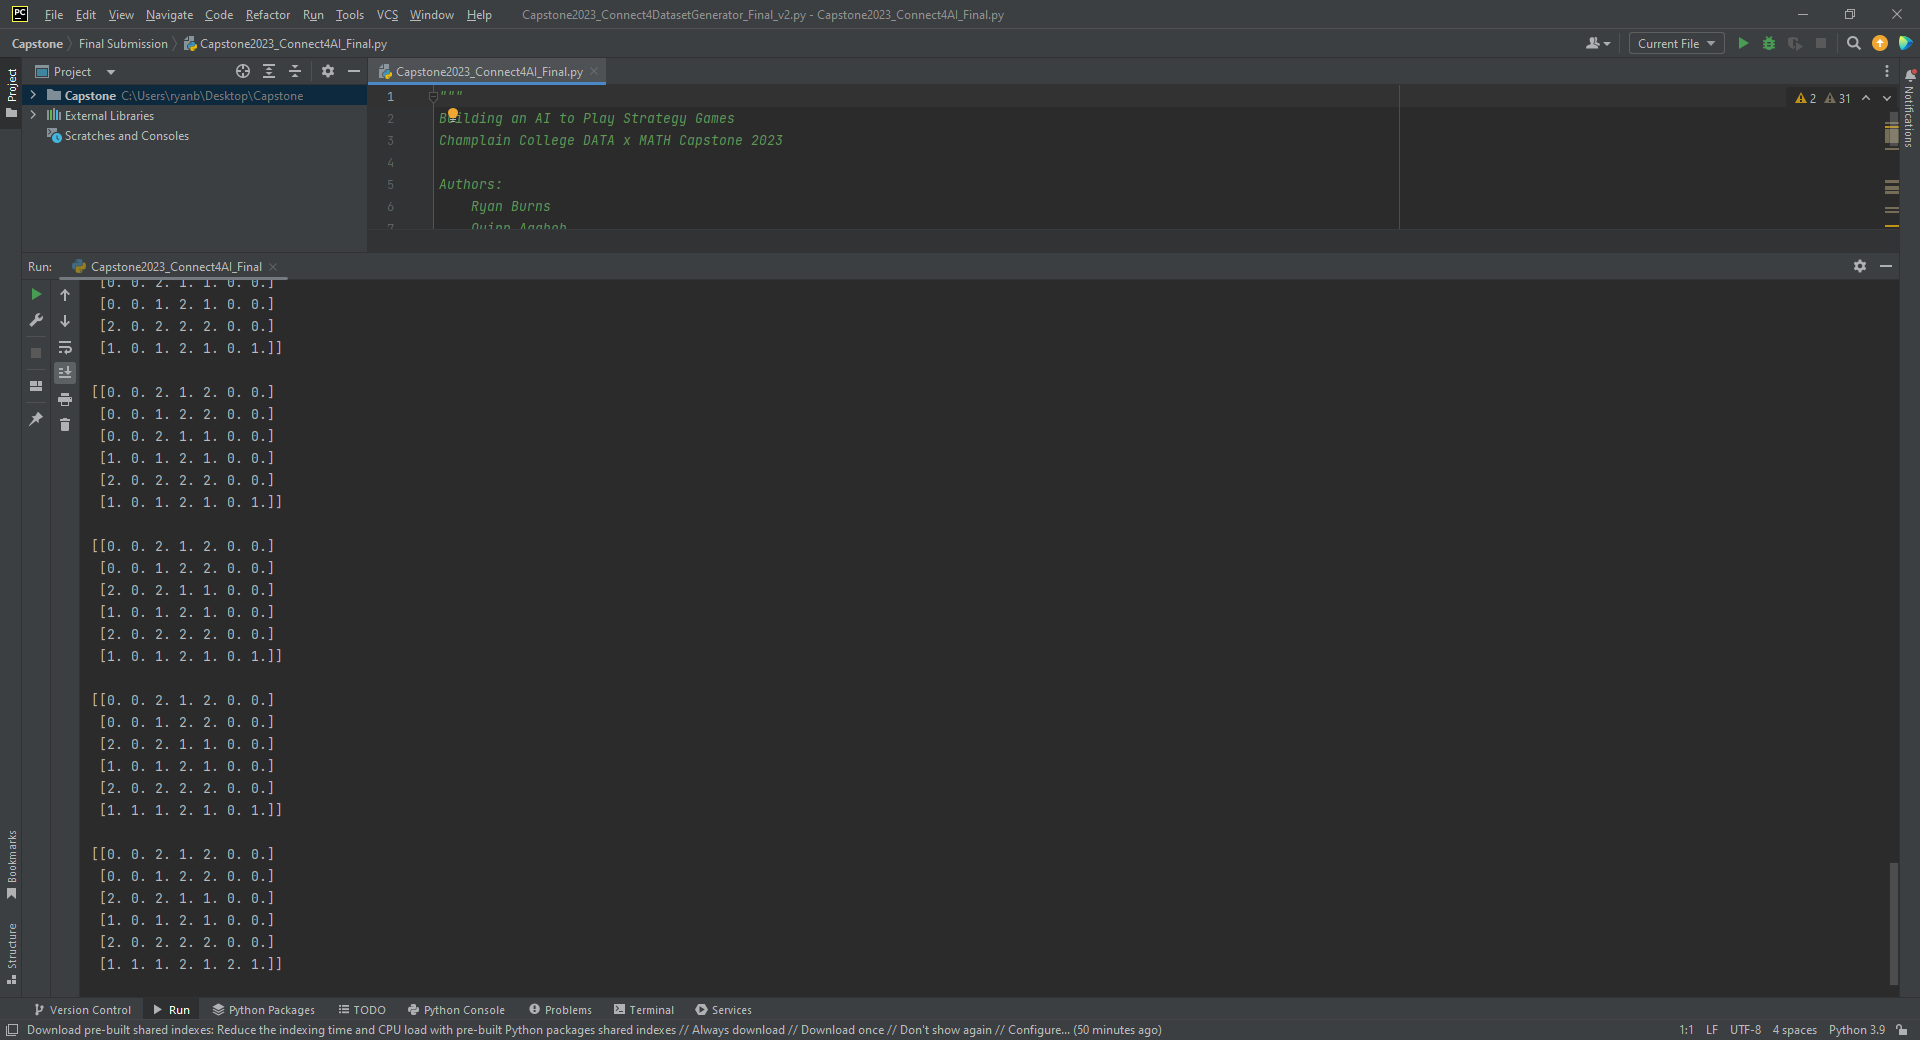 PC File Edit View Navigate Code Refactor Run Tools VCS Window Help Capstone2023_Connect4DatasetGenerator_Final_v2.py - Capstone2023_Connect4AI_Final.py
Capstone Final Submission Capstone2023_Connect4AI_Final.py Current File
Project Capstone2023_Connect4AI_Final.py
Project
Capstone C:\Users\ryanb\Desktop\Capstone
External Libraries
Scratches and Consoles
1 """
2 31
2 Building an AI to Play Strategy Games
3 Champlain College DATA x MATH Capstone 2023
4
5 Authors:
6 Ryan Burns
7
Notifications
Run: Capstone2023_Connect4AI_Final
[0. 0. 2. 1. 1. 0. 0.]
[0. 0. 1. 2. 1. 0. 0.]
[2. 0. 2. 2. 2. 0. 0.]
[1. 0. 1. 2. 1. 0. 1.]]
[[0. 0. 2. 1. 2. 0. 0.]
[0. 0. 1. 2. 2. 0. 0.]
[0. 0. 2. 1. 1. 0. 0.]
[1. 0. 1. 2. 1. 0. 0.]
[2. 0. 2. 2. 2. 0. 0.]
[1. 0. 1. 2. 1. 0. 1.]]
[[0. 0. 2. 1. 2. 0. 0.]
[0. 0. 1. 2. 2. 0. 0.]
[2. 0. 2. 1. 1. 0. 0.]
[1. 0. 1. 2. 1. 0. 0.]
[2. 0. 2. 2. 2. 0. 0.]
[1. 0. 1. 2. 1. 0. 1.]]
[[0. 0. 2. 1. 2. 0. 0.]
[0. 0. 1. 2. 2. 0. 0.]
[2. 0. 2. 1. 1. 0. 0.]
[1. 0. 1. 2. 1. 0. 0.]
[2. 0. 2. 2. 2. 0. 0.]
[1. 1. 1. 2. 1. 0. 1.]]
[[0. 0. 2. 1. 2. 0. 0.]
[0. 0. 1. 2. 2. 0. 0.]
[2. 0. 2. 1. 1. 0. 0.]
[1. 0. 1. 2. 1. 0. 0.]
[2. 0. 2. 2. 2. 0. 0.]
[1. 1. 1. 2. 1. 2. 1.]]
Bookmarks
Structure
Version Control Run Python Packages TODO Python Console Problems Terminal Services
Download pre-built shared indexes: Reduce the indexing time and CPU load with pre-built Python packages shared indexes // Always download // Download once // Don't show again // Configure... (50 minutes ago) 1:1 LF UTF-8 4 spaces Python 3.9